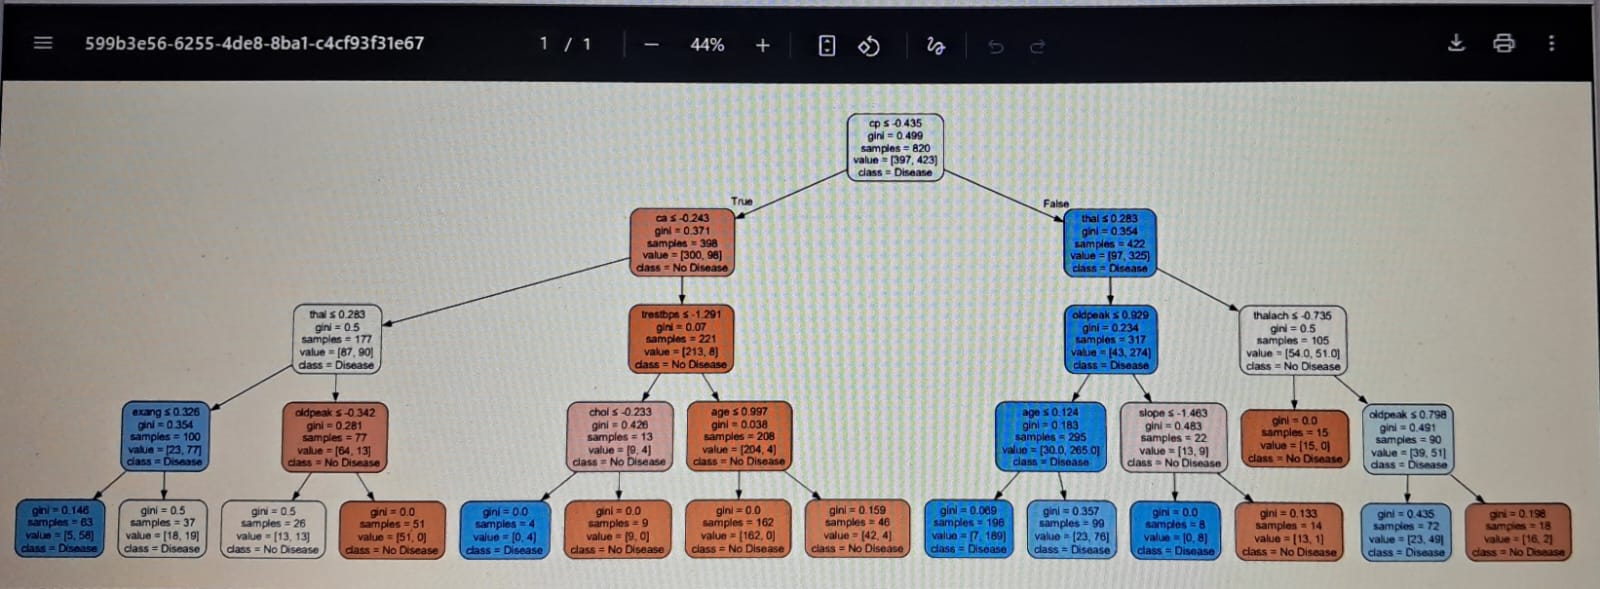 599b3e56-6255-4de8-8ba1-c4cf93f31e67
1 / 1
44%
cp ≤ -0.435
gini = 0.499
samples = 820
value = [397, 423]
class = Disease
True
False
ca ≤ -0.243
gini = 0.371
samples = 398
value = [300, 98]
class = No Disease
thal ≤ 0.283
gini = 0.354
samples = 422
value = [97, 325]
class = Disease
thal ≤ 0.283
gini = 0.5
samples = 177
value = [87, 90]
class = Disease
trestbps ≤ -1.291
gini = 0.07
samples = 221
value = [213, 8]
class = No Disease
oldpeak ≤ 0.929
gini = 0.234
samples = 317
value = [43, 274]
class = Disease
thalach ≤ -0.735
gini = 0.5
samples = 105
value = [54.0, 51.0]
class = No Disease
exang ≤ 0.326
gini = 0.354
samples = 100
value = [23, 77]
class = Disease
oldpeak ≤ -0.342
gini = 0.281
samples = 77
value = [64, 13]
class = No Disease
chol ≤ -0.233
gini = 0.426
samples = 13
value = [9, 4]
class = No Disease
age ≤ 0.997
gini = 0.038
samples = 208
value = [204, 4]
class = No Disease
age ≤ 0.124
gini = 0.183
samples = 295
value = [30.0, 265.0]
class = Disease
slope ≤ -1.463
gini = 0.483
samples = 22
value = [13, 9]
class = No Disease
gini = 0.0
samples = 15
value = [15, 0]
class = No Disease
oldpeak ≤ 0.798
gini = 0.491
samples = 90
value = [39, 51]
class = Disease
gini = 0.146
samples = 63
value = [5, 58]
class = Disease
gini = 0.5
samples = 37
value = [18, 19]
class = Disease
gini = 0.5
samples = 26
value = [13, 13]
class = No Disease
gini = 0.0
samples = 51
value = [51, 0]
class = No Disease
gini = 0.0
samples = 4
value = [0, 4]
class = Disease
gini = 0.0
samples = 9
value = [9, 0]
class = No Disease
gini = 0.0
samples = 162
value = [162, 0]
class = No Disease
gini = 0.159
samples = 46
value = [42, 4]
class = No Disease
gini = 0.069
samples = 196
value = [7, 189]
class = Disease
gini = 0.357
samples = 99
value = [23, 76]
class = Disease
gini = 0.0
samples = 8
value = [0, 8]
class = Disease
gini = 0.133
samples = 14
value = [13, 1]
class = No Disease
gini = 0.435
samples = 72
value = [23, 49]
class = Disease
gini = 0.198
samples = 18
value = [16, 2]
class = No Disease